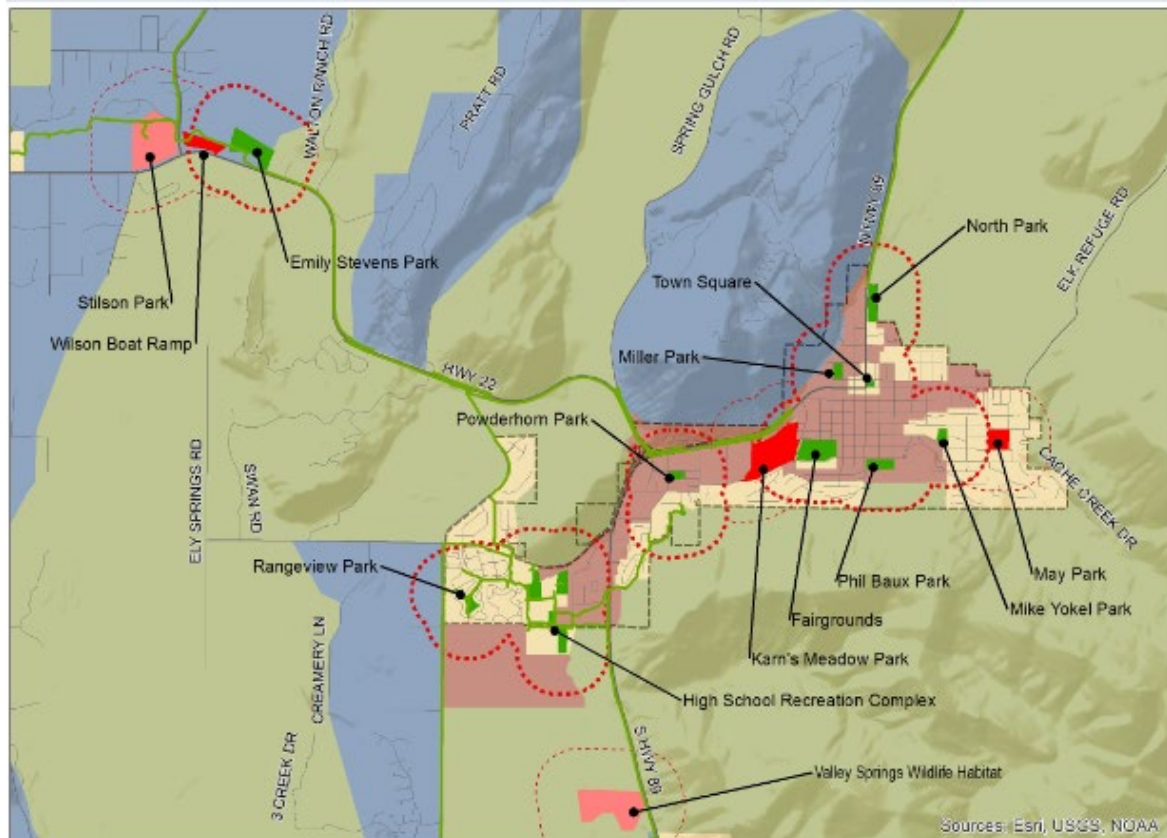 WALTON RANCH RD
PRATT RD
SPRING GULCH RD
N HWY 89
ELK REFUGE RD
North Park
Town Square
Emily Stevens Park
Stilson Park
Wilson Boat Ramp
Miller Park
HWY 22
Powderhorn Park
ELY SPRINGS RD
SWAN RD
CACHE CREEK DR
Rangeview Park
Phil Baux Park
May Park
Mike Yokel Park
Fairgrounds
Karn's Meadow Park
CREAMERY LN
High School Recreation Complex
3 CREEK DR
S HWY 89
Valley Springs Wildlife Habitat
Sources: Esri, USGS, NOAA